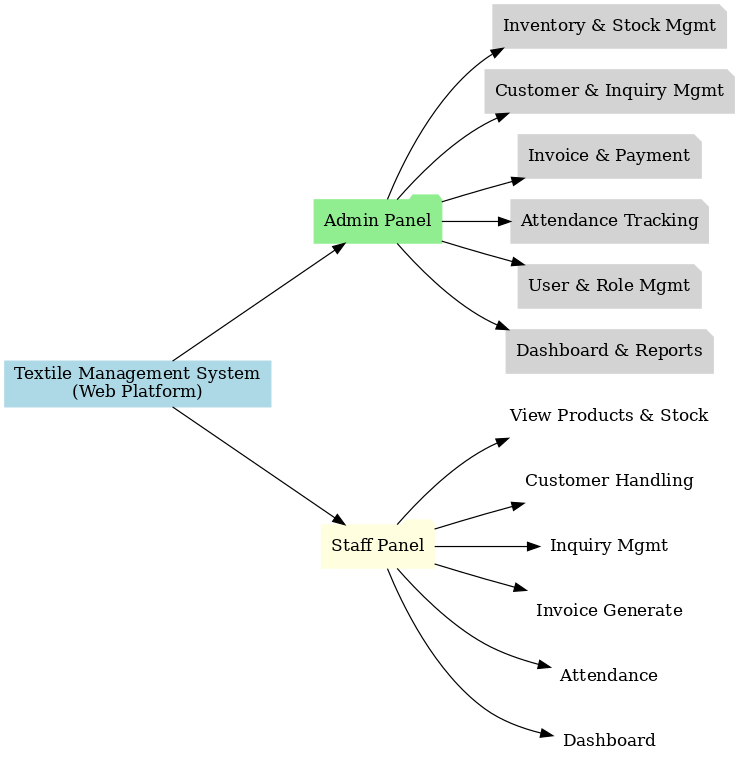 Inventory & Stock Mgmt
Customer & Inquiry Mgmt
Invoice & Payment
Admin Panel
Attendance Tracking
User & Role Mgmt
Dashboard & Reports
Textile Management System
(Web Platform)
View Products & Stock
Customer Handling
Staff Panel
Inquiry Mgmt
Invoice Generate
Attendance
Dashboard